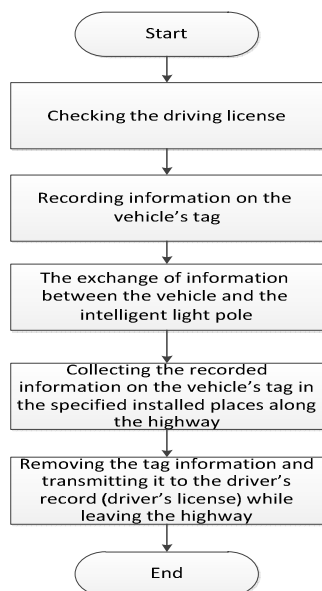 Start
Checking the driving license
Recording information on the
vehicle's tag
The exchange of information
between the vehicle and the
intelligent light pole
Collecting the recorded
information on the vehicle's tag in
the specified installed places along
the highway
Removing the tag information and
transmitting it to the driver's
record (driver's license) while
leaving the highway
End